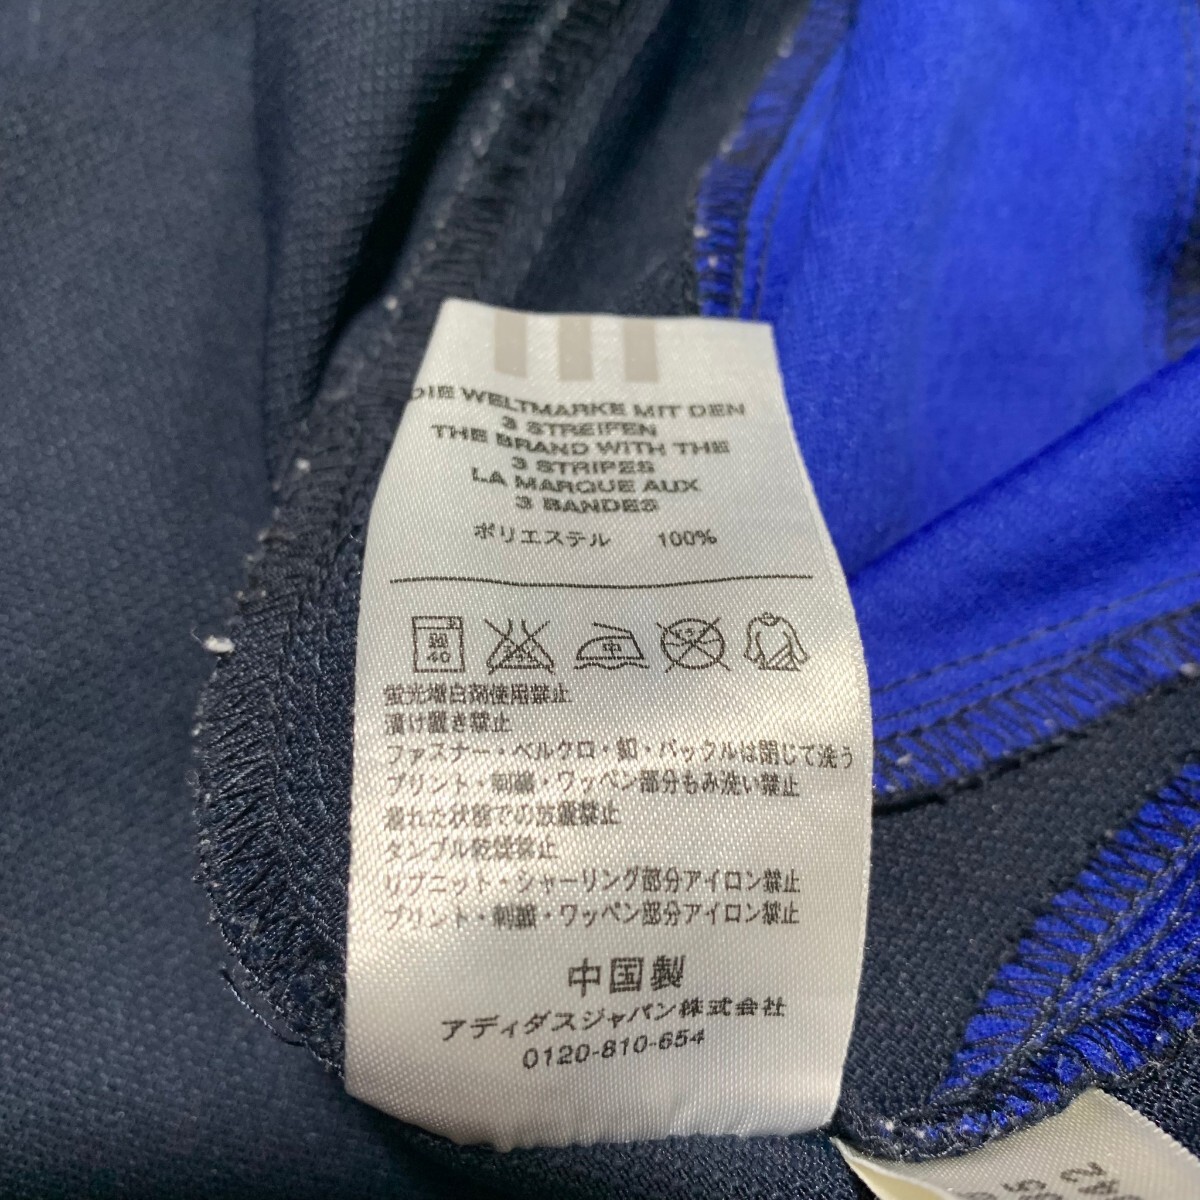 DIE WELTMARKE MIT DEN
3 STREIFEN
THE BRAND WITH THE
3 STRIPES
LA MARQUE AUX
3 BANDES
ポリエステル 100%
40 中
蛍光増白剤使用禁止
漬け置き禁止
ファスナー・ベルクロ・釦・バックルは閉じて洗う
プリント・刺繍・ワッペン部分もみ洗い禁止
濡れた状態での放置禁止
タンブル乾燥禁止
リブニット・シャーリング部分アイロン禁止
プリント・刺繍・ワッペン部分アイロン禁止
中国製
アディダスジャパン株式会社
0120-810-654